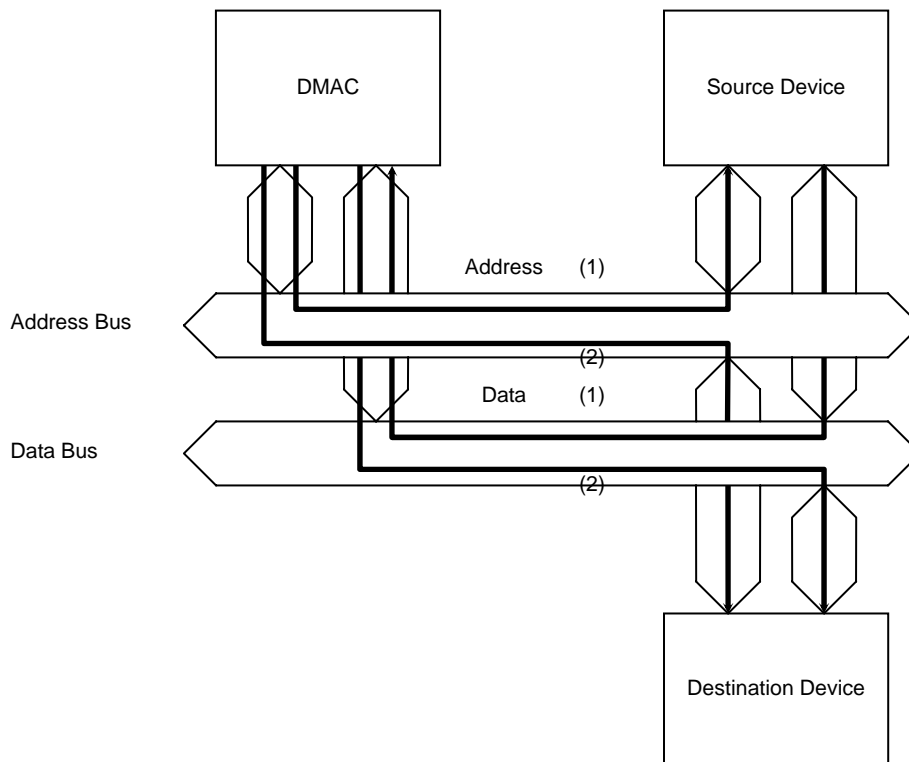 DMAC
Source Device
Address (1)
Address Bus
(2)
Data (1)
Data Bus
(2)
Destination Device